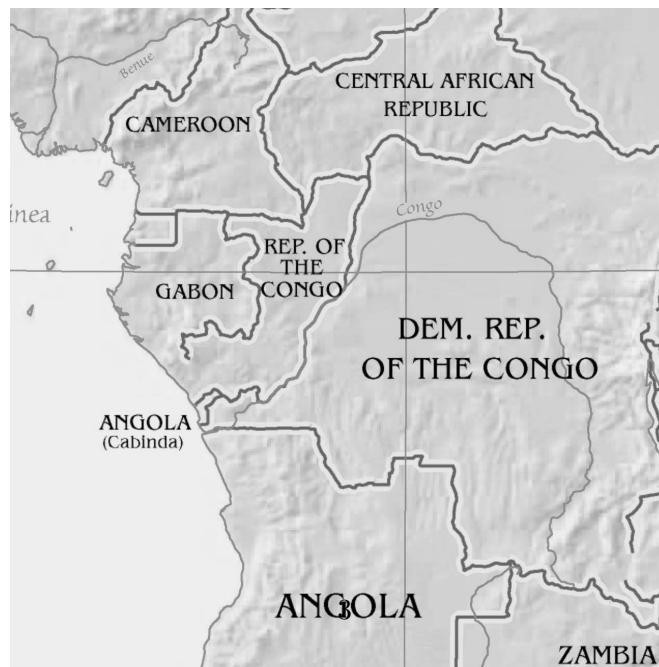 Benue
CENTRAL AFRICAN
REPUBLIC
CAMEROON
inea
Congo
REP. OF
THE
CONGO
GABON
DEM. REP.
OF THE CONGO
ANGOLA
(Cabinda)
ANGOLA
3
ZAMBIA